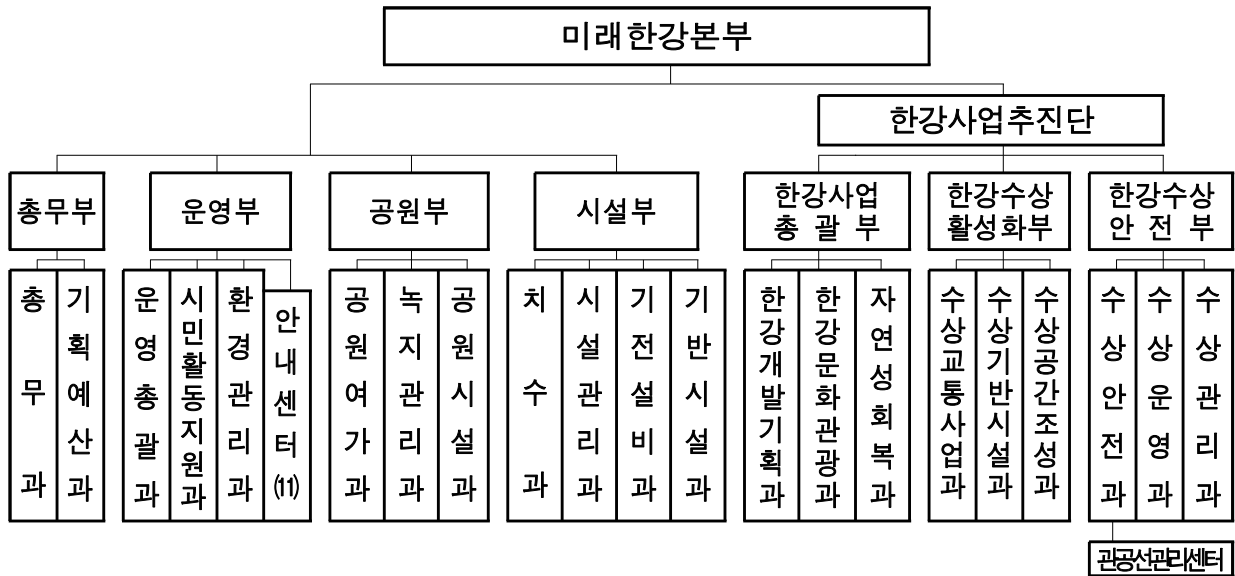 미래한강본부
한강사업추진단
총무부
운영부
공원부
시설부
한강사업
총 괄 부
한강수상
활성화부
한강수상
안 전 부
총무과
기획예산과
운영총괄과
시민활동지원과
환경관리과
안내센터(11)
공원여가과
녹지관리과
공원시설과
치수과
시설관리과
기전설비과
기반시설과
한강개발기획과
한강문화관광과
자연성회복과
수상교통사업과
수상기반시설과
수상공간조성과
수상안전과
수상운영과
수상관리과
관공선관리센터